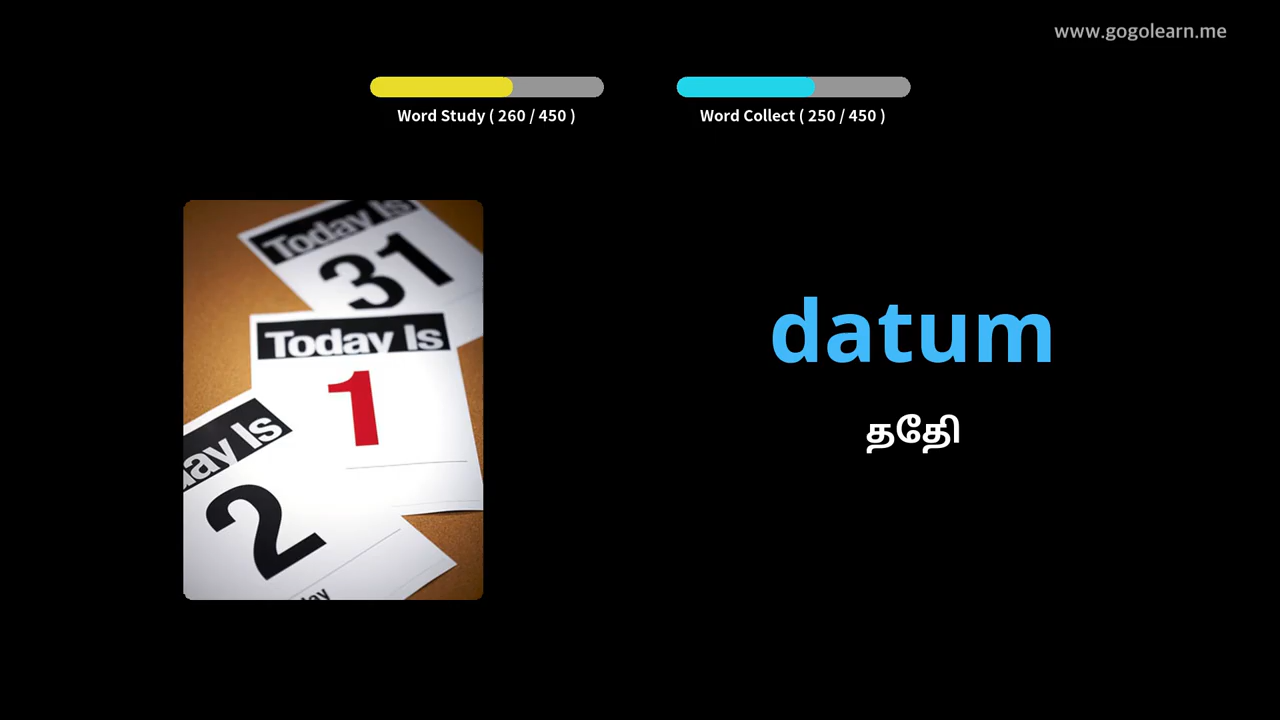 www.gogolearn.me
Word Study ( 260 / 450 )
Word Collect ( 250 / 450 )
Today Is
31
Today Is
1
ay Is
2
datum
ததேி